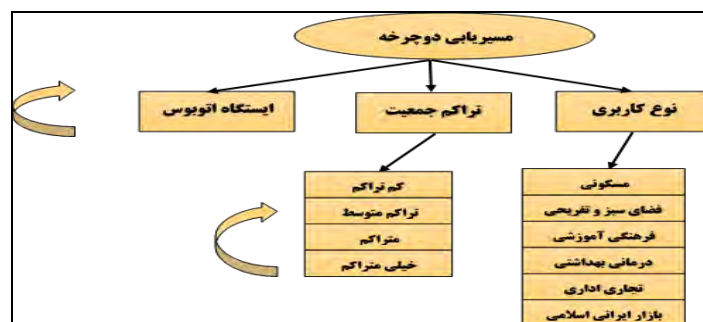 مسیریابی دوچرخه
نوع کاربری
تراکم جمعیت
ایستگاه اتوبوس
مسکونی
فضای سبز و تفریحی
فرهنگی آموزشی
درمانی بهداشتی
تجاری اداری
بازار ایرانی اسلامی
کم تراکم
تراکم متوسط
متراکم
خیلی متراکم